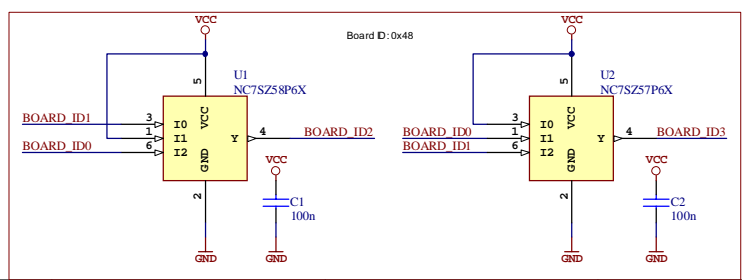 Board ID: 0x48
VCC
5
U1
NC7SZ58P6X
BOARD_ID1
3
I0
VCC
1
I1
Y
4
BOARD_ID2
BOARD_ID0
6
I2
GND
2
VCC
C1
100n
GND
GND
VCC
5
U2
NC7SZ57P6X
3
I0
VCC
BOARD_ID0
1
I1
Y
4
BOARD_ID3
BOARD_ID1
6
I2
GND
2
VCC
C2
100n
GND
GND